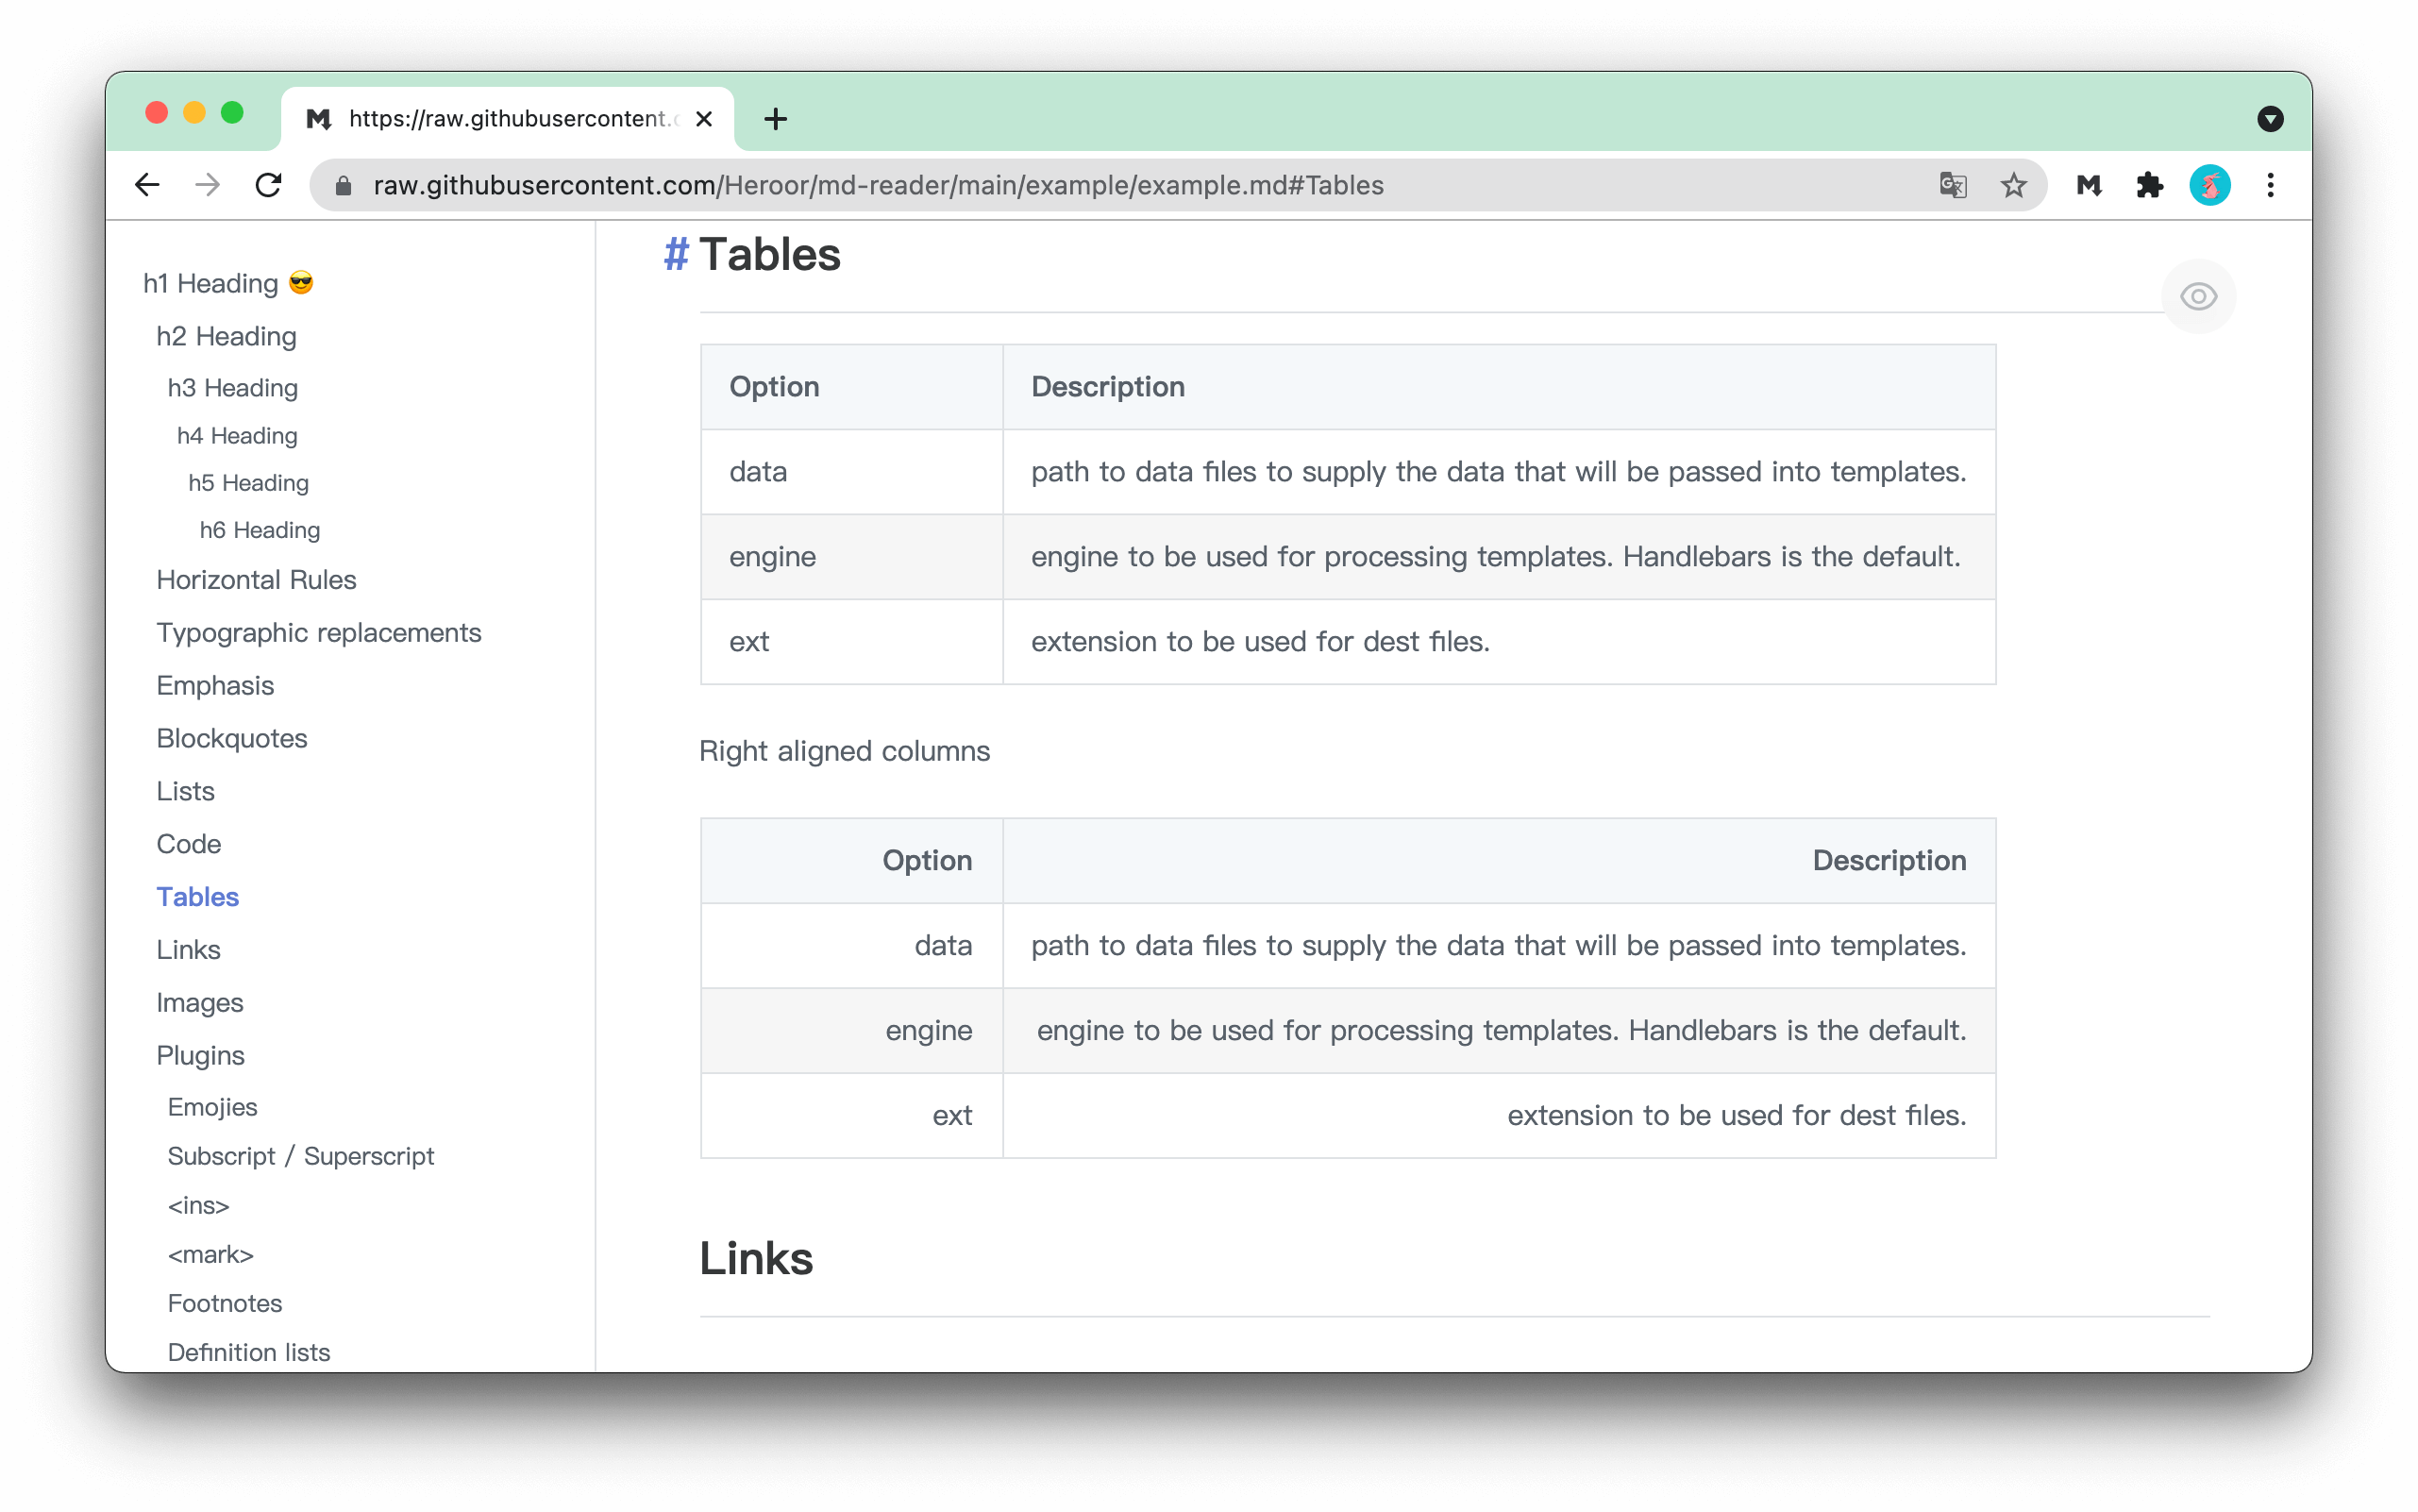 https://raw.githubusercontent.
raw.githubusercontent.com/Heroor/md-reader/main/example/example.md#Tables
h1 Heading 😎
h2 Heading
h3 Heading
h4 Heading
h5 Heading
h6 Heading
Horizontal Rules
Typographic replacements
Emphasis
Blockquotes
Lists
Code
Tables
Links
Images
Plugins
Emojies
Subscript / Superscript
<ins>
<mark>
Footnotes
Definition lists
# Tables
Option Description
data path to data files to supply the data that will be passed into templates.
engine engine to be used for processing templates. Handlebars is the default.
ext extension to be used for dest files.
Right aligned columns
Option Description
data path to data files to supply the data that will be passed into templates.
engine engine to be used for processing templates. Handlebars is the default.
ext extension to be used for dest files.
Links